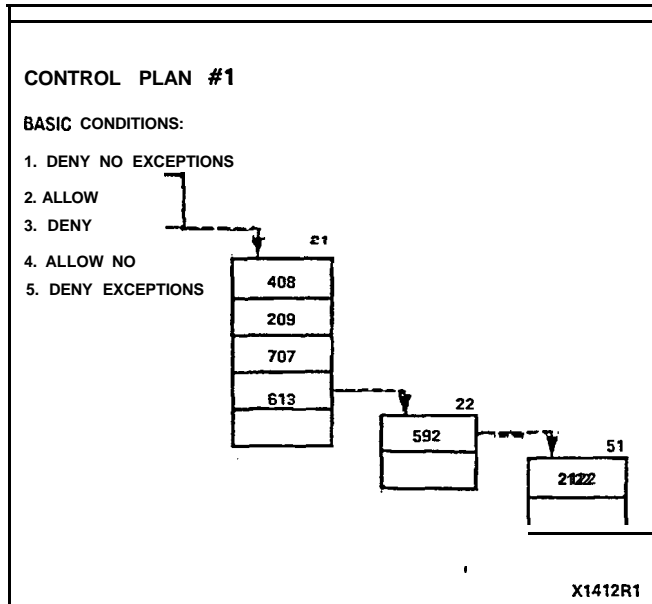 CONTROL PLAN #1
BASIC CONDITIONS:
1. DENY NO EXCEPTIONS
2. ALLOW
3. DENY
4. ALLOW NO
5. DENY EXCEPTIONS
21
408
209
707
613
22
592
51
X1412R1